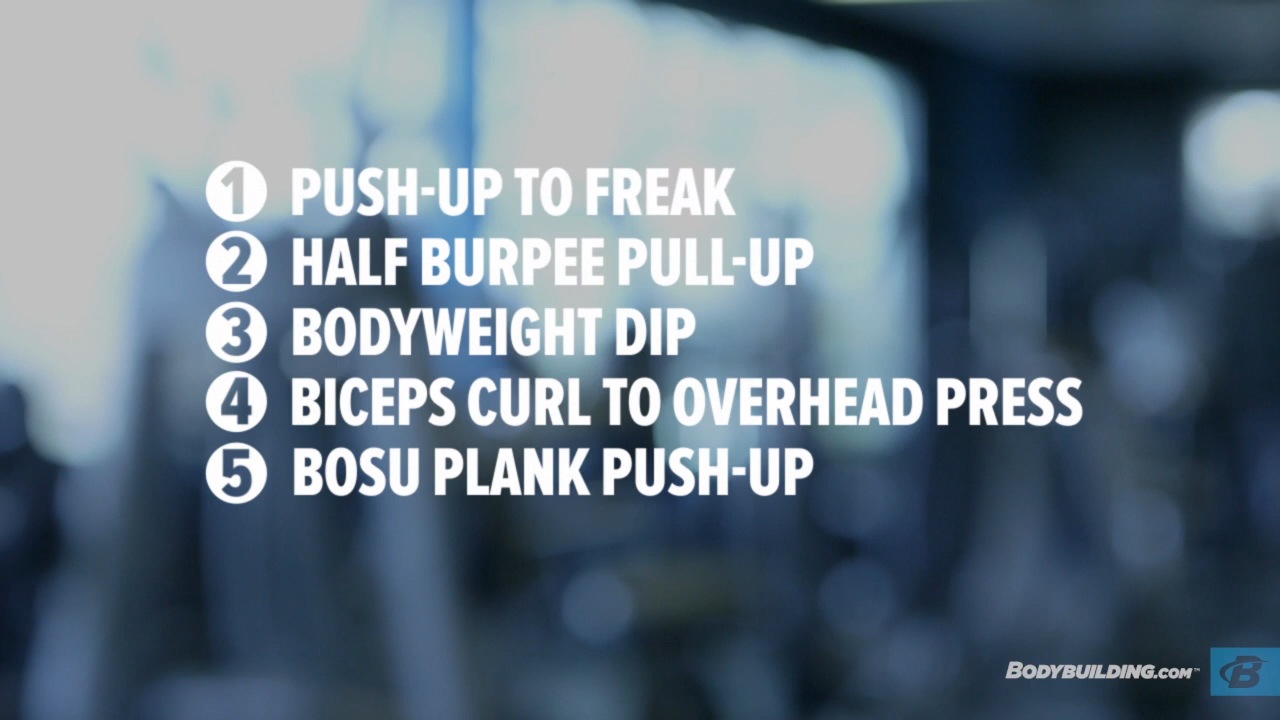 1 PUSH-UP TO FREAK
2 HALF BURPEE PULL-UP
3 BODYWEIGHT DIP
4 BICEPS CURL TO OVERHEAD PRESS
5 BOSU PLANK PUSH-UP
BODYBUILDING.COM™ B